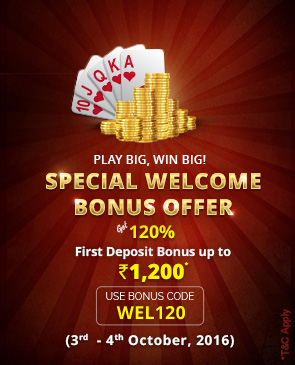 10 J Q K A
PLAY BIG, WIN BIG!
SPECIAL WELCOME
BONUS OFFER
Get 120%
First Deposit Bonus up to
₹1,200*
USE BONUS CODE
WEL120
(3rd - 4th October, 2016)
*T&C Apply